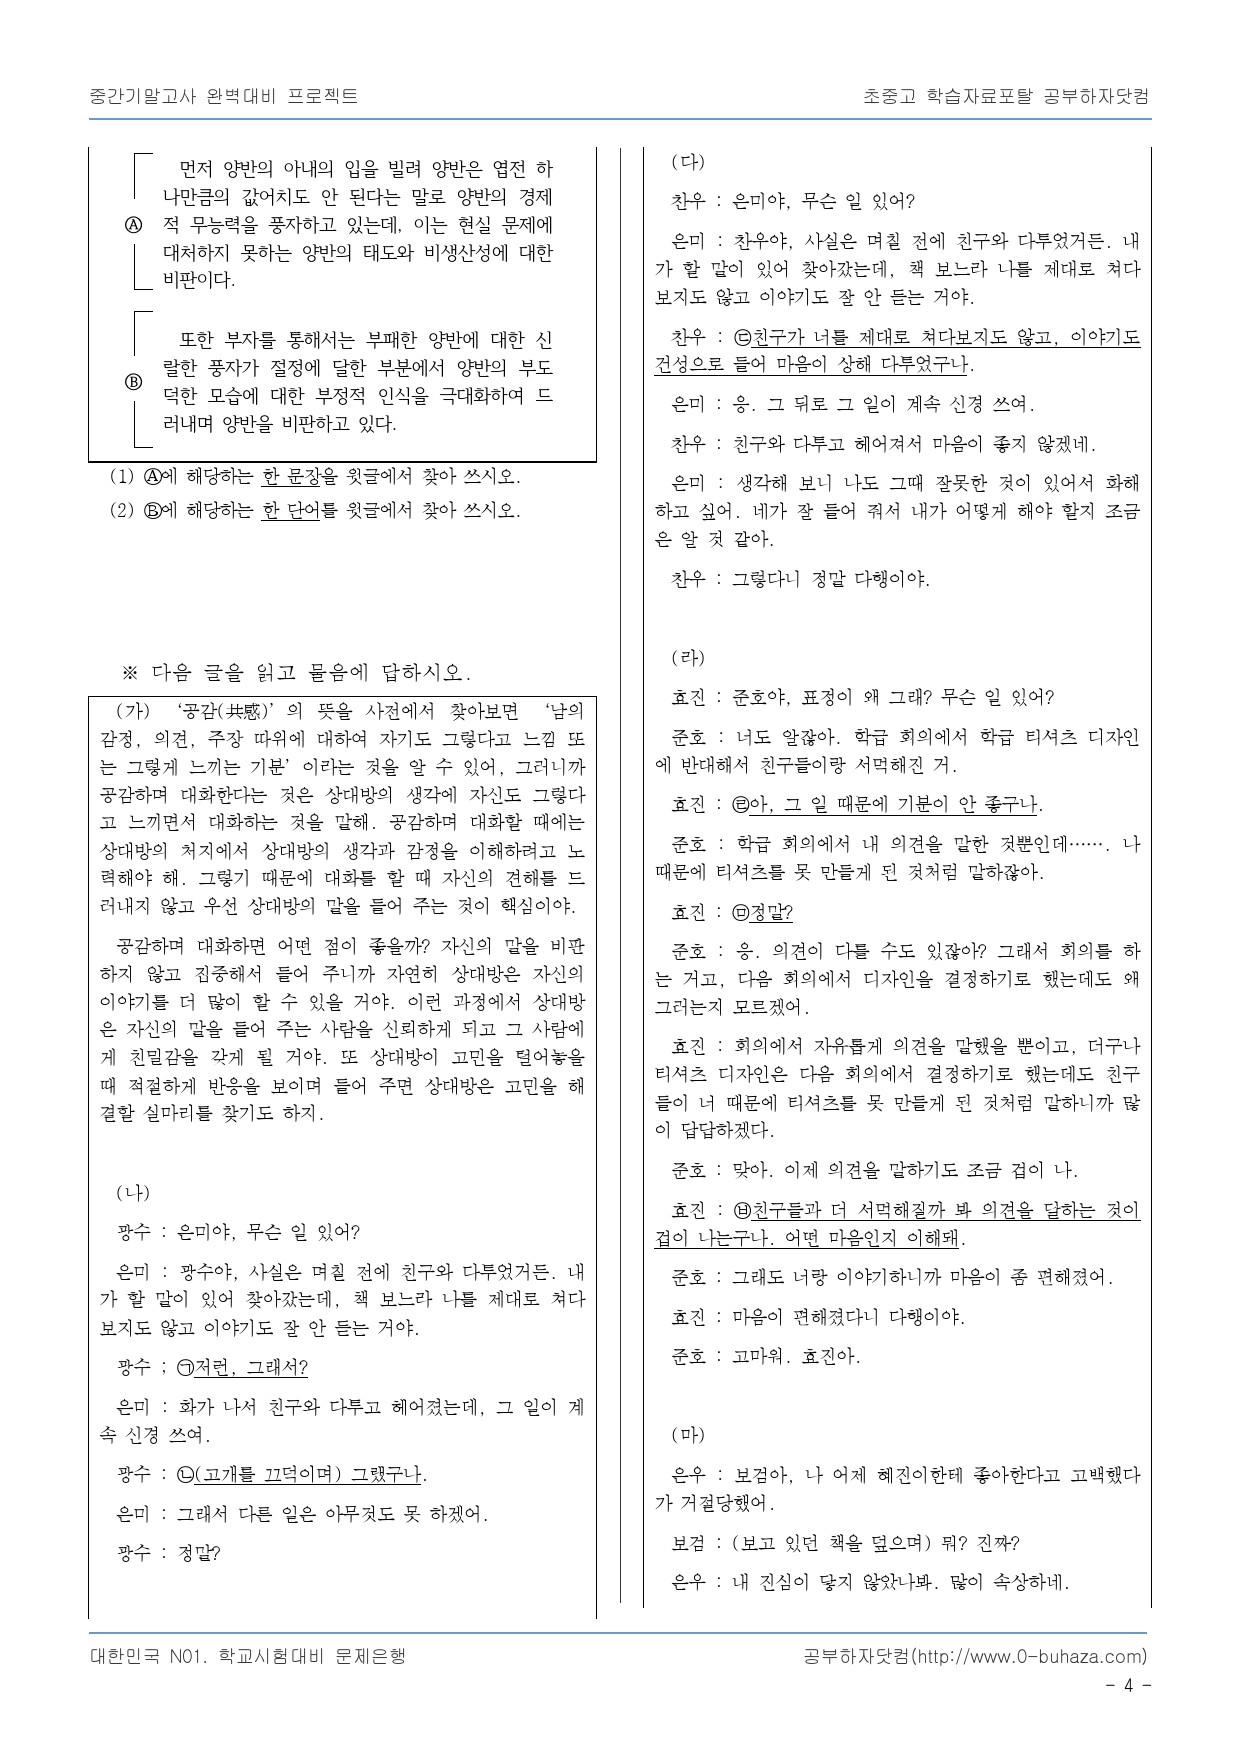 중간기말고사 완벽대비 프로젝트
초중고 학습자료포탈 공부하자닷컴
먼저 양반의 아내의 입을 빌려 양반은 엽전 하
나만큼의 값어치도 안 된다는 말로 양반의 경제
Ⓐ 적 무능력을 풍자하고 있는데, 이는 현실 문제에
대처하지 못하는 양반의 태도와 비생산성에 대한
비판이다.
또한 부자를 통해서는 부패한 양반에 대한 신
랄한 풍자가 절정에 달한 부분에서 양반의 부도
Ⓑ 덕한 모습에 대한 부정적 인식을 극대화하여 드
러내며 양반을 비판하고 있다.
(1) Ⓐ에 해당하는 한 문장을 윗글에서 찾아 쓰시오.
(2) Ⓑ에 해당하는 한 단어를 윗글에서 찾아 쓰시오.
※ 다음 글을 읽고 물음에 답하시오.
(가) ‘공감(共感)’의 뜻을 사전에서 찾아보면 ‘남의
감정, 의견, 주장 따위에 대하여 자기도 그렇다고 느낌 또
는 그렇게 느끼는 기분’이라는 것을 알 수 있어, 그러니까
공감하며 대화한다는 것은 상대방의 생각에 자신도 그렇다
고 느끼면서 대화하는 것을 말해. 공감하며 대화할 때에는
상대방의 처지에서 상대방의 생각과 감정을 이해하려고 노
력해야 해. 그렇기 때문에 대화를 할 때 자신의 견해를 드
러내지 않고 우선 상대방의 말을 들어 주는 것이 핵심이야.
공감하며 대화하면 어떤 점이 좋을까? 자신의 말을 비판
하지 않고 집중해서 들어 주니까 자연히 상대방은 자신의
이야기를 더 많이 할 수 있을 거야. 이런 과정에서 상대방
은 자신의 말을 들어 주는 사람을 신뢰하게 되고 그 사람에
게 친밀감을 갖게 될 거야. 또 상대방이 고민을 털어놓을
때 적절하게 반응을 보이며 들어 주면 상대방은 고민을 해
결할 실마리를 찾기도 하지.
(나)
광수 : 은미야, 무슨 일 있어?
은미 : 광수야, 사실은 며칠 전에 친구와 다투었거든. 내
가 할 말이 있어 찾아갔는데, 책 보느라 나를 제대로 쳐다
보지도 않고 이야기도 잘 안 듣는 거야.
광수 ; ㉠저런, 그래서?
은미 : 화가 나서 친구와 다투고 헤어졌는데, 그 일이 계
속 신경 쓰여.
광수 : ㉡(고개를 끄덕이며) 그랬구나.
은미 : 그래서 다른 일은 아무것도 못 하겠어.
광수 : 정말?
(다)
찬우 : 은미야, 무슨 일 있어?
은미 : 찬우야, 사실은 며칠 전에 친구와 다투었거든. 내
가 할 말이 있어 찾아갔는데, 책 보느라 나를 제대로 쳐다
보지도 않고 이야기도 잘 안 듣는 거야.
찬우 : ㉢친구가 너를 제대로 쳐다보지도 않고, 이야기도
건성으로 들어 마음이 상해 다투었구나.
은미 : 응. 그 뒤로 그 일이 계속 신경 쓰여.
찬우 : 친구와 다투고 헤어져서 마음이 좋지 않겠네.
은미 : 생각해 보니 나도 그때 잘못한 것이 있어서 화해
하고 싶어. 네가 잘 들어 줘서 내가 어떻게 해야 할지 조금
은 알 것 같아.
찬우 : 그렇다니 정말 다행이야.
(라)
효진 : 준호야, 표정이 왜 그래? 무슨 일 있어?
준호 : 너도 알잖아. 학급 회의에서 학급 티셔츠 디자인
에 반대해서 친구들이랑 서먹해진 거.
효진 : ㉣아, 그 일 때문에 기분이 안 좋구나.
준호 : 학급 회의에서 내 의견을 말한 것뿐인데……. 나
때문에 티셔츠를 못 만들게 된 것처럼 말하잖아.
효진 : ㉤정말?
준호 : 응. 의견이 다를 수도 있잖아? 그래서 회의를 하
는 거고, 다음 회의에서 디자인을 결정하기로 했는데도 왜
그러는지 모르겠어.
효진 : 회의에서 자유롭게 의견을 말했을 뿐이고, 더구나
티셔츠 디자인은 다음 회의에서 결정하기로 했는데도 친구
들이 너 때문에 티셔츠를 못 만들게 된 것처럼 말하니까 많
이 답답하겠다.
준호 : 맞아. 이제 의견을 말하기도 조금 겁이 나.
효진 : ㉥친구들과 더 서먹해질까 봐 의견을 달하는 것이
겁이 나는구나. 어떤 마음인지 이해돼.
준호 : 그래도 너랑 이야기하니까 마음이 좀 편해졌어.
효진 : 마음이 편해졌다니 다행이야.
준호 : 고마워. 효진아.
(마)
은우 : 보검아, 나 어제 혜진이한테 좋아한다고 고백했다
가 거절당했어.
보검 : (보고 있던 책을 덮으며) 뭐? 진짜?
은우 : 내 진심이 닿지 않았나봐. 많이 속상하네.
대한민국 N01. 학교시험대비 문제은행
공부하자닷컴(http://www.0-buhaza.com)
- 4 -